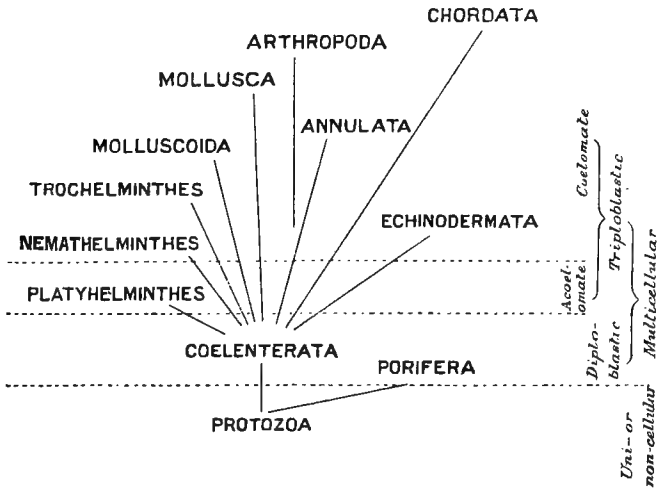 CHORDATA
ARTHROPODA
MOLLUSCA
ANNULATA
MOLLUSCOIDA
TROCHELMINTHES
ECHINODERMATA
NEMATHELMINTHES
PLATYHELMINTHES
COELENTERATA
PORIFERA
PROTOZOA
Coelomate
Acoel-
omate
Triploblastic
Diplo-
blastic
Multicellular
Uni-or
non-cellular